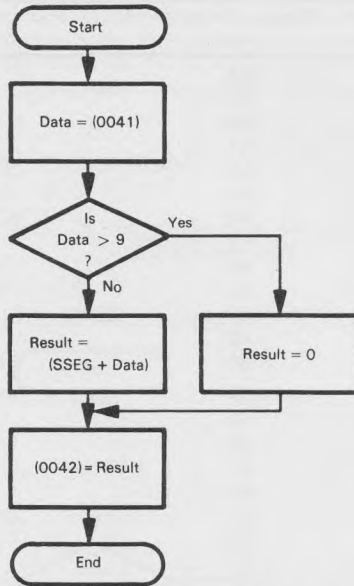 Start
Data = (0041)
Is
Data > 9
?
Yes
No
Result =
(SSEG + Data)
Result = 0
(0042) = Result
End